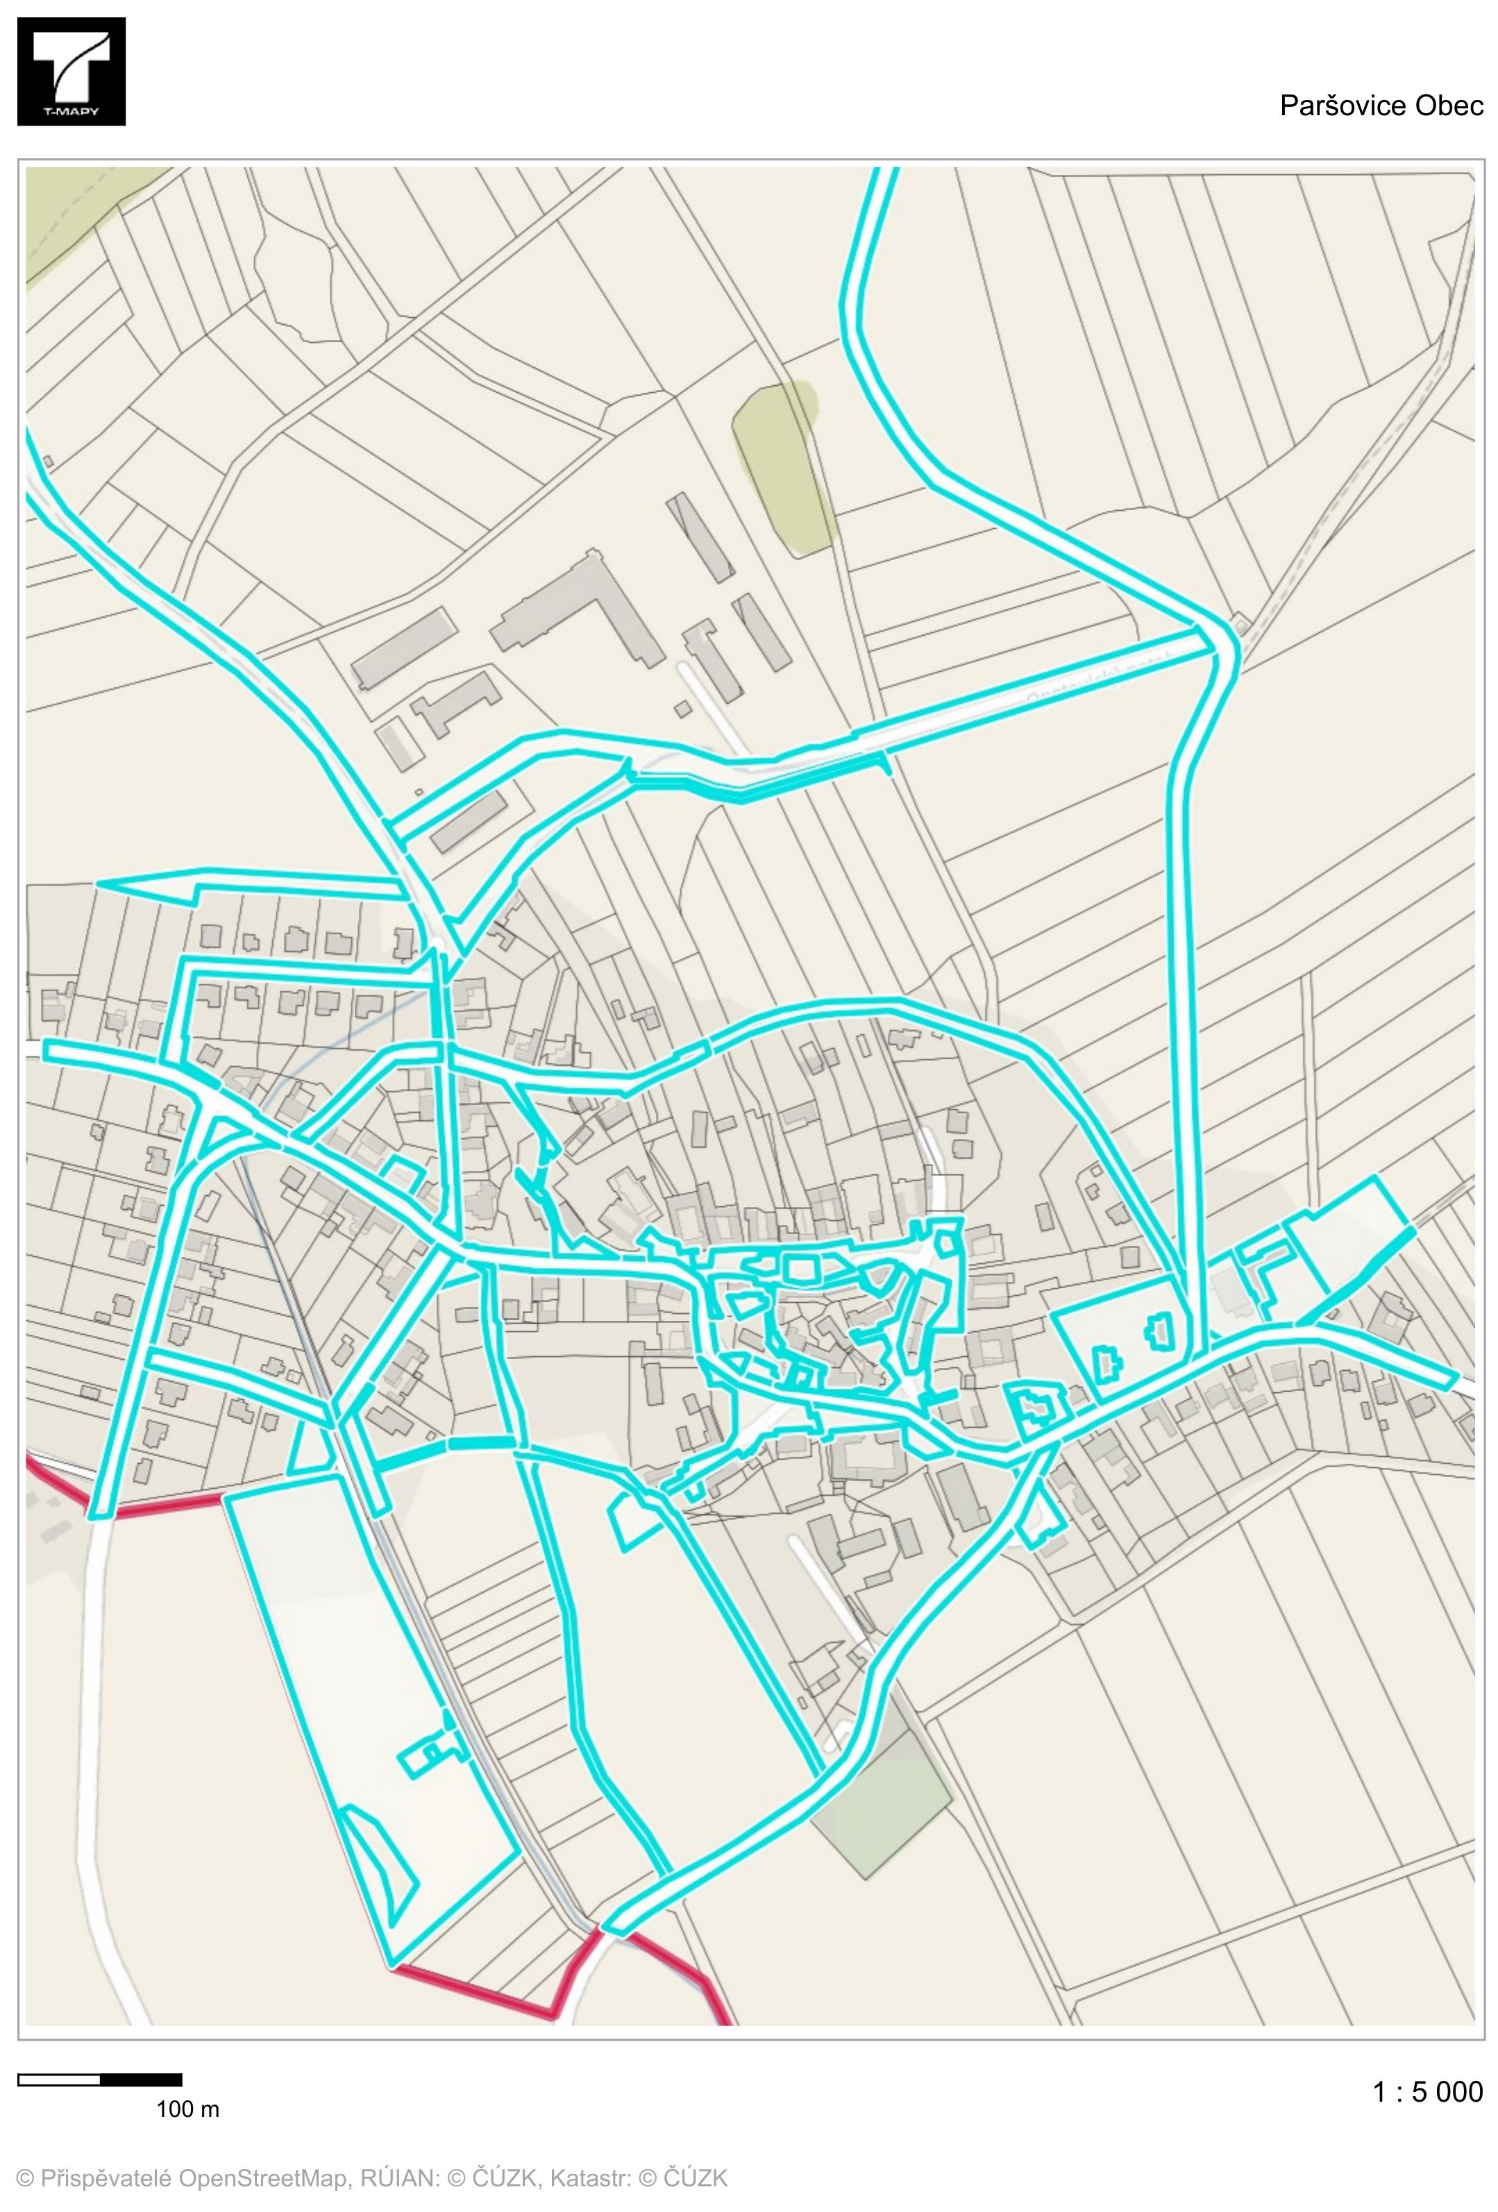 T-MAPY
Paršovice Obec
100 m
1 : 5 000
© Přispěvatelé OpenStreetMap, RÚIAN: © ČÚZK, Katastr: © ČÚZK